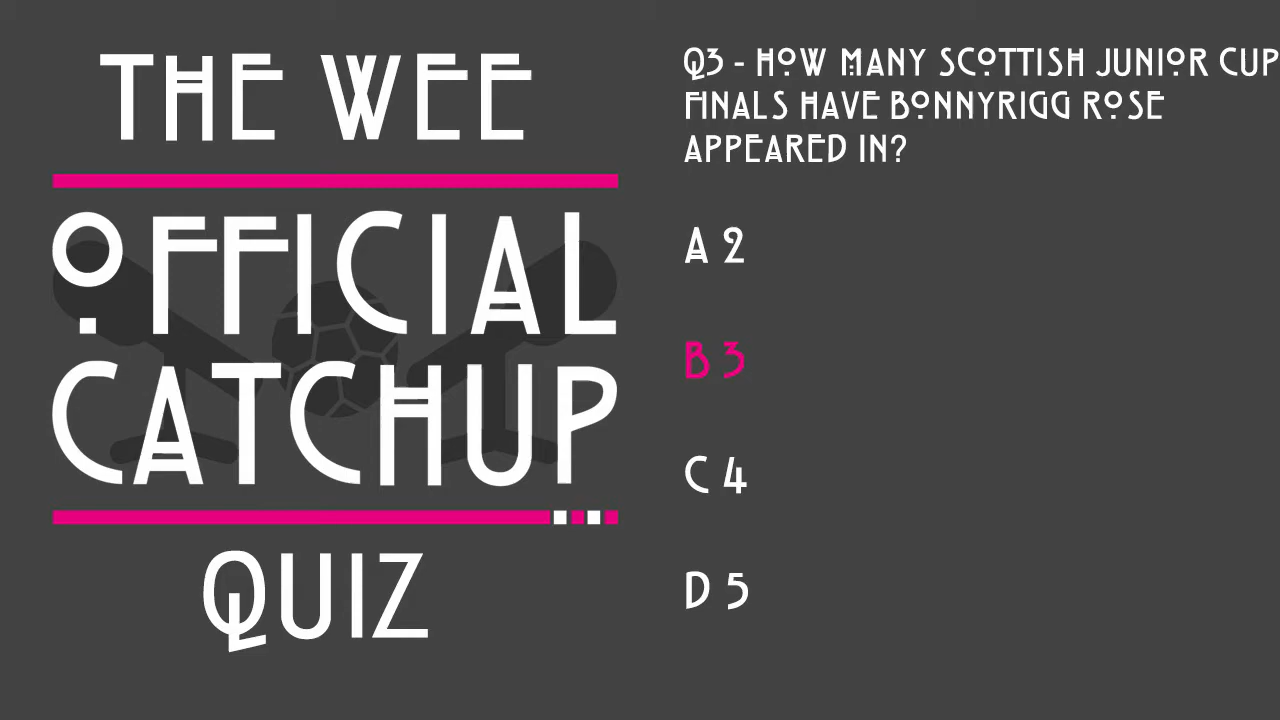 THE WEE
OFFICIAL
CATCHUP
QUIZ
Q3 - HOW MANY SCOTTISH JUNIOR CUP
FINALS HAVE BONNYRIGG ROSE
APPEARED IN?
A 2
B 3
C 4
D 5